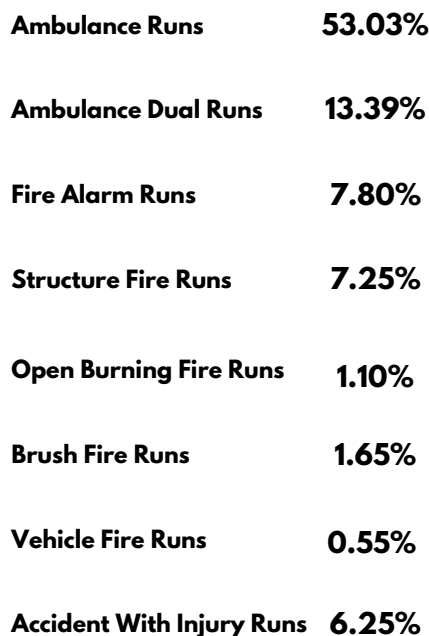 Ambulance Runs 53.03%
Ambulance Dual Runs 13.39%
Fire Alarm Runs 7.80%
Structure Fire Runs 7.25%
Open Burning Fire Runs 1.10%
Brush Fire Runs 1.65%
Vehicle Fire Runs 0.55%
Accident With Injury Runs 6.25%